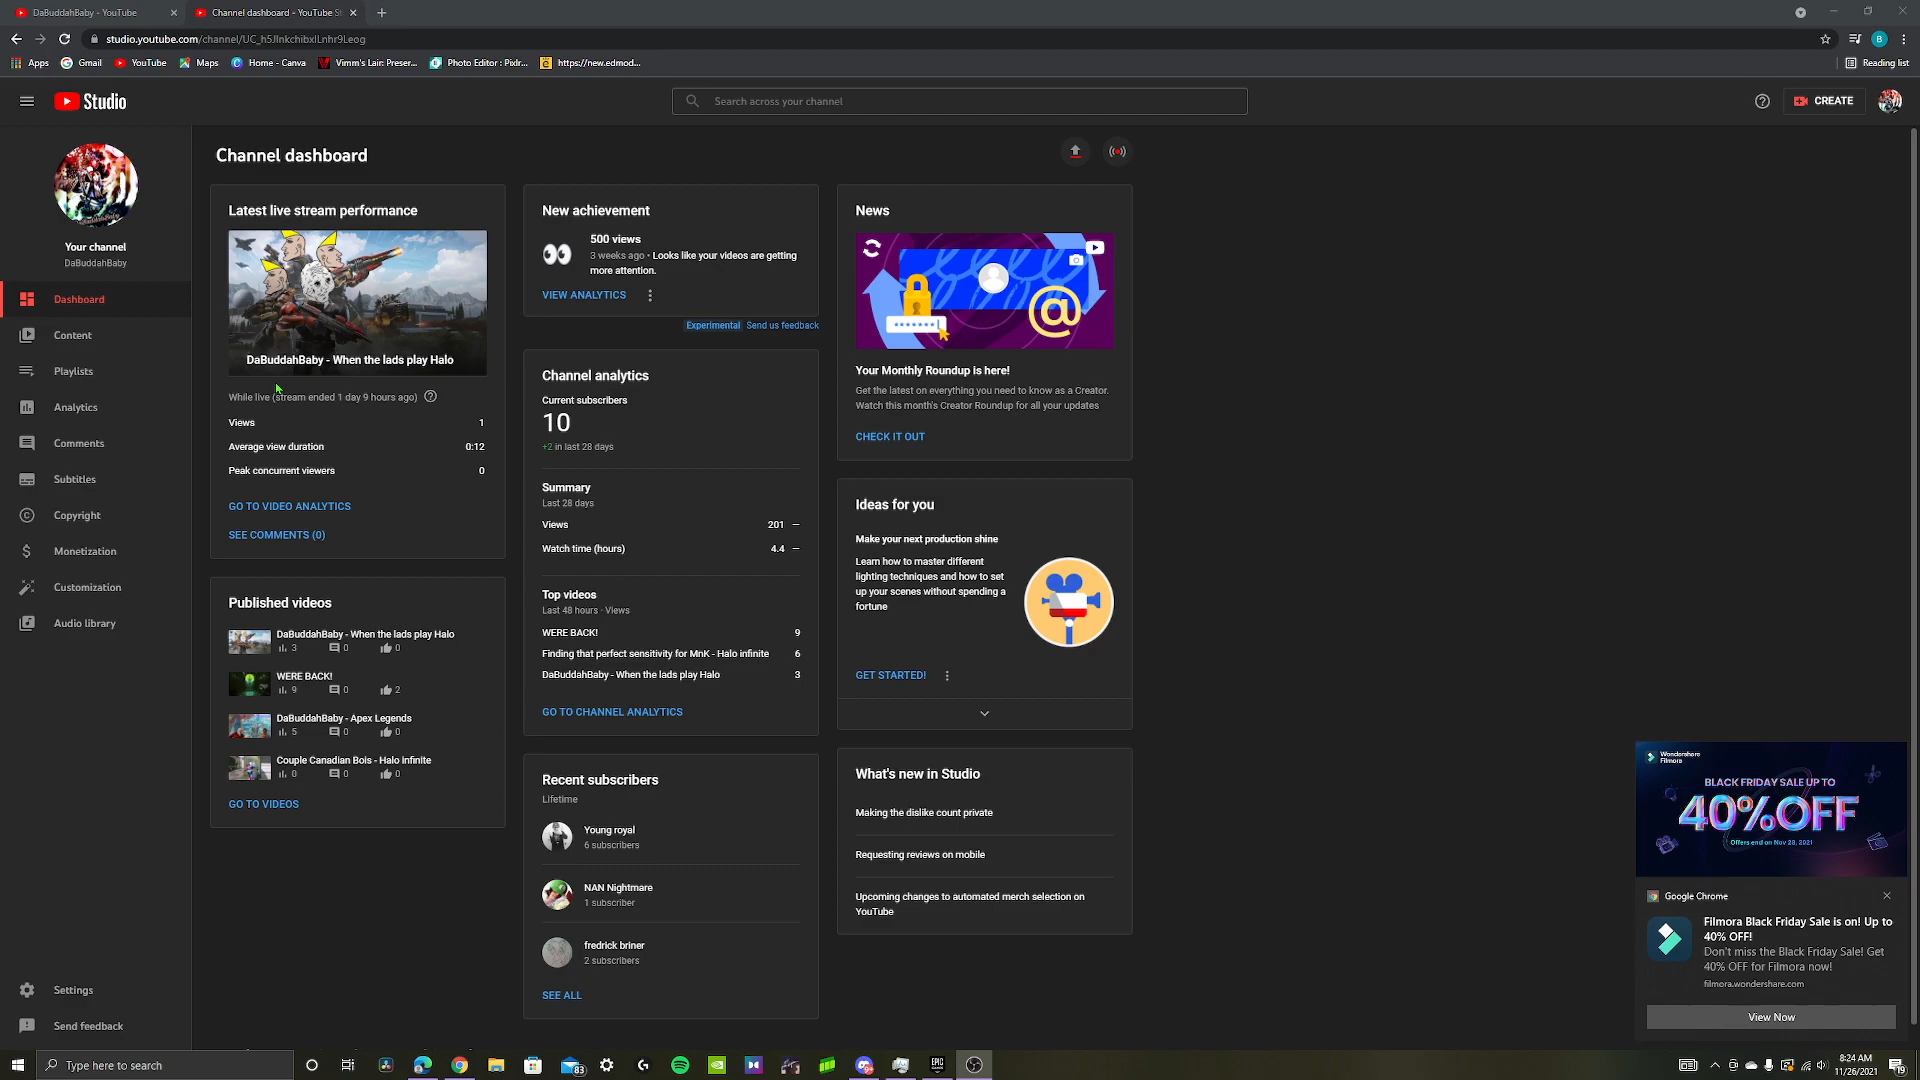 DaBuddahBaby - YouTube
Channel dashboard - YouTube St
studio.youtube.com/channel/UC_h5JInkchibxlLnhr9Leog
Apps
Gmail
YouTube
Maps
Home - Canva
Vimm's Lair: Preser...
Photo Editor : Pixlr...
https://new.edmod...
Reading list
Studio
Search across your channel
CREATE
Your channel
DaBuddahBaby
Dashboard
Content
Playlists
Analytics
Comments
Subtitles
Copyright
Monetization
Customization
Audio library
Settings
Send feedback
Channel dashboard
Latest live stream performance
DaBuddahBaby - When the lads play Halo
While live (stream ended 1 day 9 hours ago)
Views 1
Average view duration 0:12
Peak concurrent viewers 0
GO TO VIDEO ANALYTICS
SEE COMMENTS (0)
Published videos
DaBuddahBaby - When the lads play Halo
3 0 0
WERE BACK!
9 0 2
DaBuddahBaby - Apex Legends
5 0 0
Couple Canadian Bois - Halo infinite
0 0 0
GO TO VIDEOS
New achievement
500 views
3 weeks ago • Looks like your videos are getting
more attention.
VIEW ANALYTICS
Experimental Send us feedback
Channel analytics
Current subscribers
10
+2 in last 28 days
Summary
Last 28 days
Views 201 —
Watch time (hours) 4.4 —
Top videos
Last 48 hours · Views
WERE BACK! 9
Finding that perfect sensitivity for MnK - Halo infinite 6
DaBuddahBaby - When the lads play Halo 3
GO TO CHANNEL ANALYTICS
Recent subscribers
Lifetime
Young royal
6 subscribers
NAN Nightmare
1 subscriber
fredrick briner
2 subscribers
SEE ALL
News
@
Your Monthly Roundup is here!
Get the latest on everything you need to know as a Creator.
Watch this month's Creator Roundup for all your updates
CHECK IT OUT
Ideas for you
Make your next production shine
Learn how to master different
lighting techniques and how to set
up your scenes without spending a
fortune
GET STARTED!
What's new in Studio
Making the dislike count private
Requesting reviews on mobile
Upcoming changes to automated merch selection on
YouTube
Wondershare
Filmora
BLACK FRIDAY SALE UP TO
40%OFF
Offers end on Nov 28, 2021
Google Chrome
Filmora Black Friday Sale is on! Up to
40% OFF!
Don't miss the Black Friday Sale! Get
40% OFF for Filmora now!
filmora.wondershare.com
View Now
Type here to search
83
EPIC
8:24 AM
11/26/2021
19